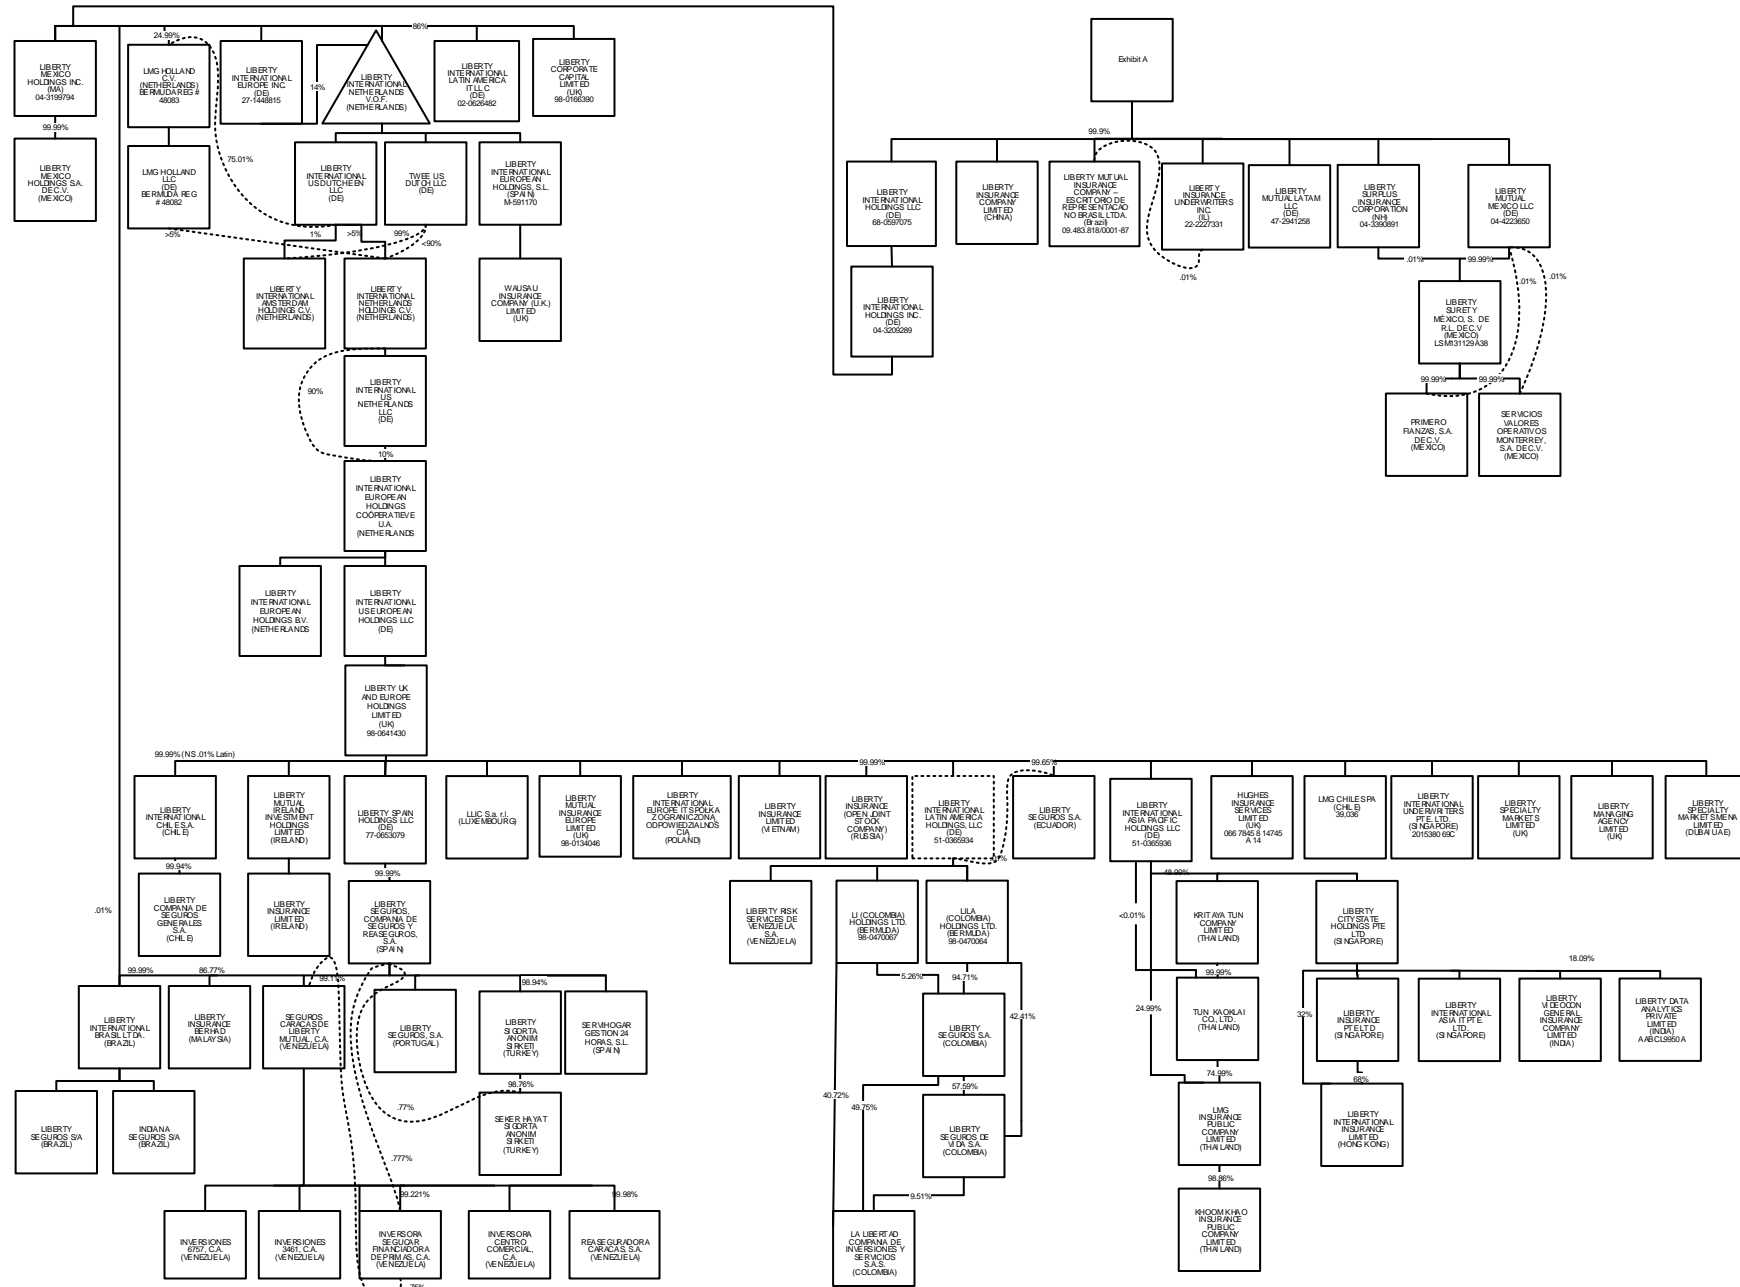 86%
24.99%
LIBERTY
MEXICO
HOLDINGS INC.
(MA)
04-3199794
LMG HOLLAND
C.V.
(NETHERLANDS)
BERMUDA REG #
48083
LIBERTY
INTERNATIONAL
EUROPE INC.
(DE)
27-1448815
14%
LIBERTY
INTERNATIONAL
NETHERLANDS
V.O.F.
(NETHERLANDS)
LIBERTY
INTERNATIONAL
LATIN AMERICA
IT LLC
(DE)
02-0626482
LIBERTY
CORPORATE
CAPITAL
LIMITED
(UK)
98-0166390
Exhibit A
99.99%
75.01%
LIBERTY
MEXICO
HOLDINGS S.A.
DE C.V.
(MEXICO)
LMG HOLLAND
LLC
(DE)
BERMUDA REG
# 48082
LIBERTY
INTERNATIONAL
US DUTCH EEN
LLC
(DE)
TWEE US
DUTCH LLC
(DE)
LIBERTY
INTERNATIONAL
EUROPEAN
HOLDINGS, S.L.
(SPAIN)
M-591170
>5%
1%
>5%
99%
<90%
LIBERTY
INTERNATIONAL
AMSTERDAM
HOLDINGS C.V.
(NETHERLANDS)
LIBERTY
INTERNATIONAL
NETHERLANDS
HOLDINGS C.V.
(NETHERLANDS)
WAUSAU
INSURANCE
COMPANY (U.K.)
LIMITED
(UK)
99.9%
LIBERTY
INTERNATIONAL
HOLDINGS LLC
(DE)
68-0597075
LIBERTY
INSURANCE
COMPANY
LIMITED
(CHINA)
LIBERTY MUTUAL
INSURANCE
COMPANY –
ESCRITORIO DE
REPRESENTACAO
NO BRASIL LTDA.
(Brazil)
09.483.818/0001-87
LIBERTY
INSURANCE
UNDERWRITERS
INC.
(IL)
22-2227331
LIBERTY
MUTUAL LATAM
LLC
(DE)
47-2941258
LIBERTY
SURPLUS
INSURANCE
CORPORATION
(NH)
04-3390891
LIBERTY
MUTUAL
MEXICO LLC
(DE)
04-4223650
.01%
.01%
99.99%
.01%
.01%
LIBERTY
INTERNATIONAL
HOLDINGS INC.
(DE)
04-3209289
LIBERTY
SURETY
MÉXICO, S. DE
R.L. DE C.V
(MEXICO)
LSM131129A38
99.99%
99.99%
PRIMERO
FIANZAS, S.A.
DE C.V.
(MEXICO)
SERVICIOS
VALORES
OPERATIVOS
MONTERREY,
S.A. DE C.V.
(MEXICO)
90%
LIBERTY
INTERNATIONAL
US
NETHERLANDS
LLC
(DE)
10%
LIBERTY
INTERNATIONAL
EUROPEAN
HOLDINGS
COÖPERATIEVE
U.A.
(NETHERLANDS
LIBERTY
INTERNATIONAL
EUROPEAN
HOLDINGS B.V.
(NETHERLANDS
LIBERTY
INTERNATIONAL
US EUROPEAN
HOLDINGS LLC
(DE)
LIBERTY UK
AND EUROPE
HOLDINGS
LIMITED
(UK)
98-0641430
99.99% (NS .01% Latin)
99.99%
99.65%
LIBERTY
INTERNATIONAL
CHILE S.A.
(CHILE)
LIBERTY
MUTUAL
IRELAND
INVESTMENT
HOLDINGS
LIMITED
(IRELAND)
LIBERTY SPAIN
HOLDINGS LLC
(DE)
77-0653079
LUC S.a. r.l.
(LUXEMBOURG)
LIBERTY
MUTUAL
INSURANCE
EUROPE
LIMITED
(UK)
98-0134046
LIBERTY
INTERNATIONAL
EUROPE IT SPÓŁKA
Z OGRANICZONA
ODPOWIEDZIALNOŚ
CIĄ
(POLAND)
LIBERTY
INSURANCE
LIMITED
(VIETNAM)
LIBERTY
INSURANCE
(OPEN JOINT
STOCK
COMPANY)
(RUSSIA)
LIBERTY
INTERNATIONAL
LATIN AMERICA
HOLDINGS, LLC
(DE)
51-0365934
LIBERTY
SEGUROS S.A.
(ECUADOR)
LIBERTY
INTERNATIONAL
ASIA PACIFIC
HOLDINGS LLC
(DE)
51-0365936
HUGHES
INSURANCE
SERVICES
LIMITED
(UK)
066 7845 8 14745
A 14
LMG CHILE SPA
(CHILE)
39,036
LIBERTY
INTERNATIONAL
UNDERWRITERS
PTE. LTD.
(SINGAPORE)
2015380 69C
LIBERTY
SPECIALTY
MARKETS
LIMITED
(UK)
LIBERTY
MANAGING
AGENCY
LIMITED
(UK)
LIBERTY
SPECIALTY
MARKETS MENA
LIMITED
(DUBAI UAE)
99.94%
99.99%
48.99%
.01%
LIBERTY
COMPANIA DE
SEGUROS
GENERALES
S.A.
(CHILE)
LIBERTY
INSURANCE
LIMITED
(IRELAND)
LIBERTY
SEGUROS,
COMPANIA DE
SEGUROS Y
REASEGUROS,
S.A.
(SPAIN)
LIBERTY RISK
SERVICES DE
VENEZUELA,
S.A.
(VENEZUELA)
LI (COLOMBIA)
HOLDINGS LTD.
(BERMUDA)
98-0470067
LILA
(COLOMBIA)
HOLDINGS LTD.
(BERMUDA)
98-0470064
<0.01%
KRITAYA TUN
COMPANY
LIMITED
(THAILAND)
LIBERTY
CITYSTATE
HOLDINGS PTE
LTD
(SINGAPORE)
99.99%
86.77%
99.11%
98.94%
5.26%
94.71%
99.99%
18.09%
LIBERTY
INTERNATIONAL
BRASIL LTDA.
(BRAZIL)
LIBERTY
INSURANCE
BERHAD
(MALAYSIA)
SEGUROS
CARACAS DE
LIBERTY
MUTUAL, C.A.
(VENEZUELA)
LIBERTY
SEGUROS, S.A.
(PORTUGAL)
LIBERTY
SIGORTA
ANONIM
SIRKETI
(TURKEY)
SERVIHOGAR
GESTION 24
HORAS, S.L.
(SPAIN)
LIBERTY
SEGUROS S.A.
(COLOMBIA)
42.41%
24.99%
TUN KAOKLAI
CO., LTD.
(THAILAND)
32%
LIBERTY
INSURANCE
PTE LTD
(SINGAPORE)
LIBERTY
INTERNATIONAL
ASIA IT PTE.
LTD.
(SINGAPORE)
LIBERTY
VIDEOCON
GENERAL
INSURANCE
COMPANY
LIMITED
(INDIA)
LIBERTY DATA
ANALYTICS
PRIVATE
LIMITED
(INDIA)
AABCL9950A
98.76%
57.59%
74.99%
68%
.77%
40.72%
49.75%
LIBERTY
SEGUROS S/A
(BRAZIL)
INDIANA
SEGUROS S/A
(BRAZIL)
SEKER HAYAT
SIGORTA
ANONIM
SIRKETI
(TURKEY)
LIBERTY
SEGUROS DE
VIDA S.A.
(COLOMBIA)
LMG
INSURANCE
PUBLIC
COMPANY
LIMITED
(THAILAND)
LIBERTY
INTERNATIONAL
INSURANCE
LIMITED
(HONG KONG)
.777%
98.86%
99.221%
99.98%
9.51%
INVERSIONES
6757, C.A.
(VENEZUELA)
INVERSIONES
3461, C.A.
(VENEZUELA)
INVERSORA
SEGUCAR
FINANCIADORA
DE PRIMAS, C.A.
(VENEZUELA)
INVERSORA
CENTRO
COMERCIAL,
C.A.
(VENEZUELA)
REASEGURADORA
CARACAS, S.A.
(VENEZUELA)
LA LIBERTAD
COMPANIA DE
INVERSIONES Y
SERVICIOS
S.A.S.
(COLOMBIA)
KHOOM KHAO
INSURANCE
PUBLIC
COMPANY
LIMITED
(THAILAND)